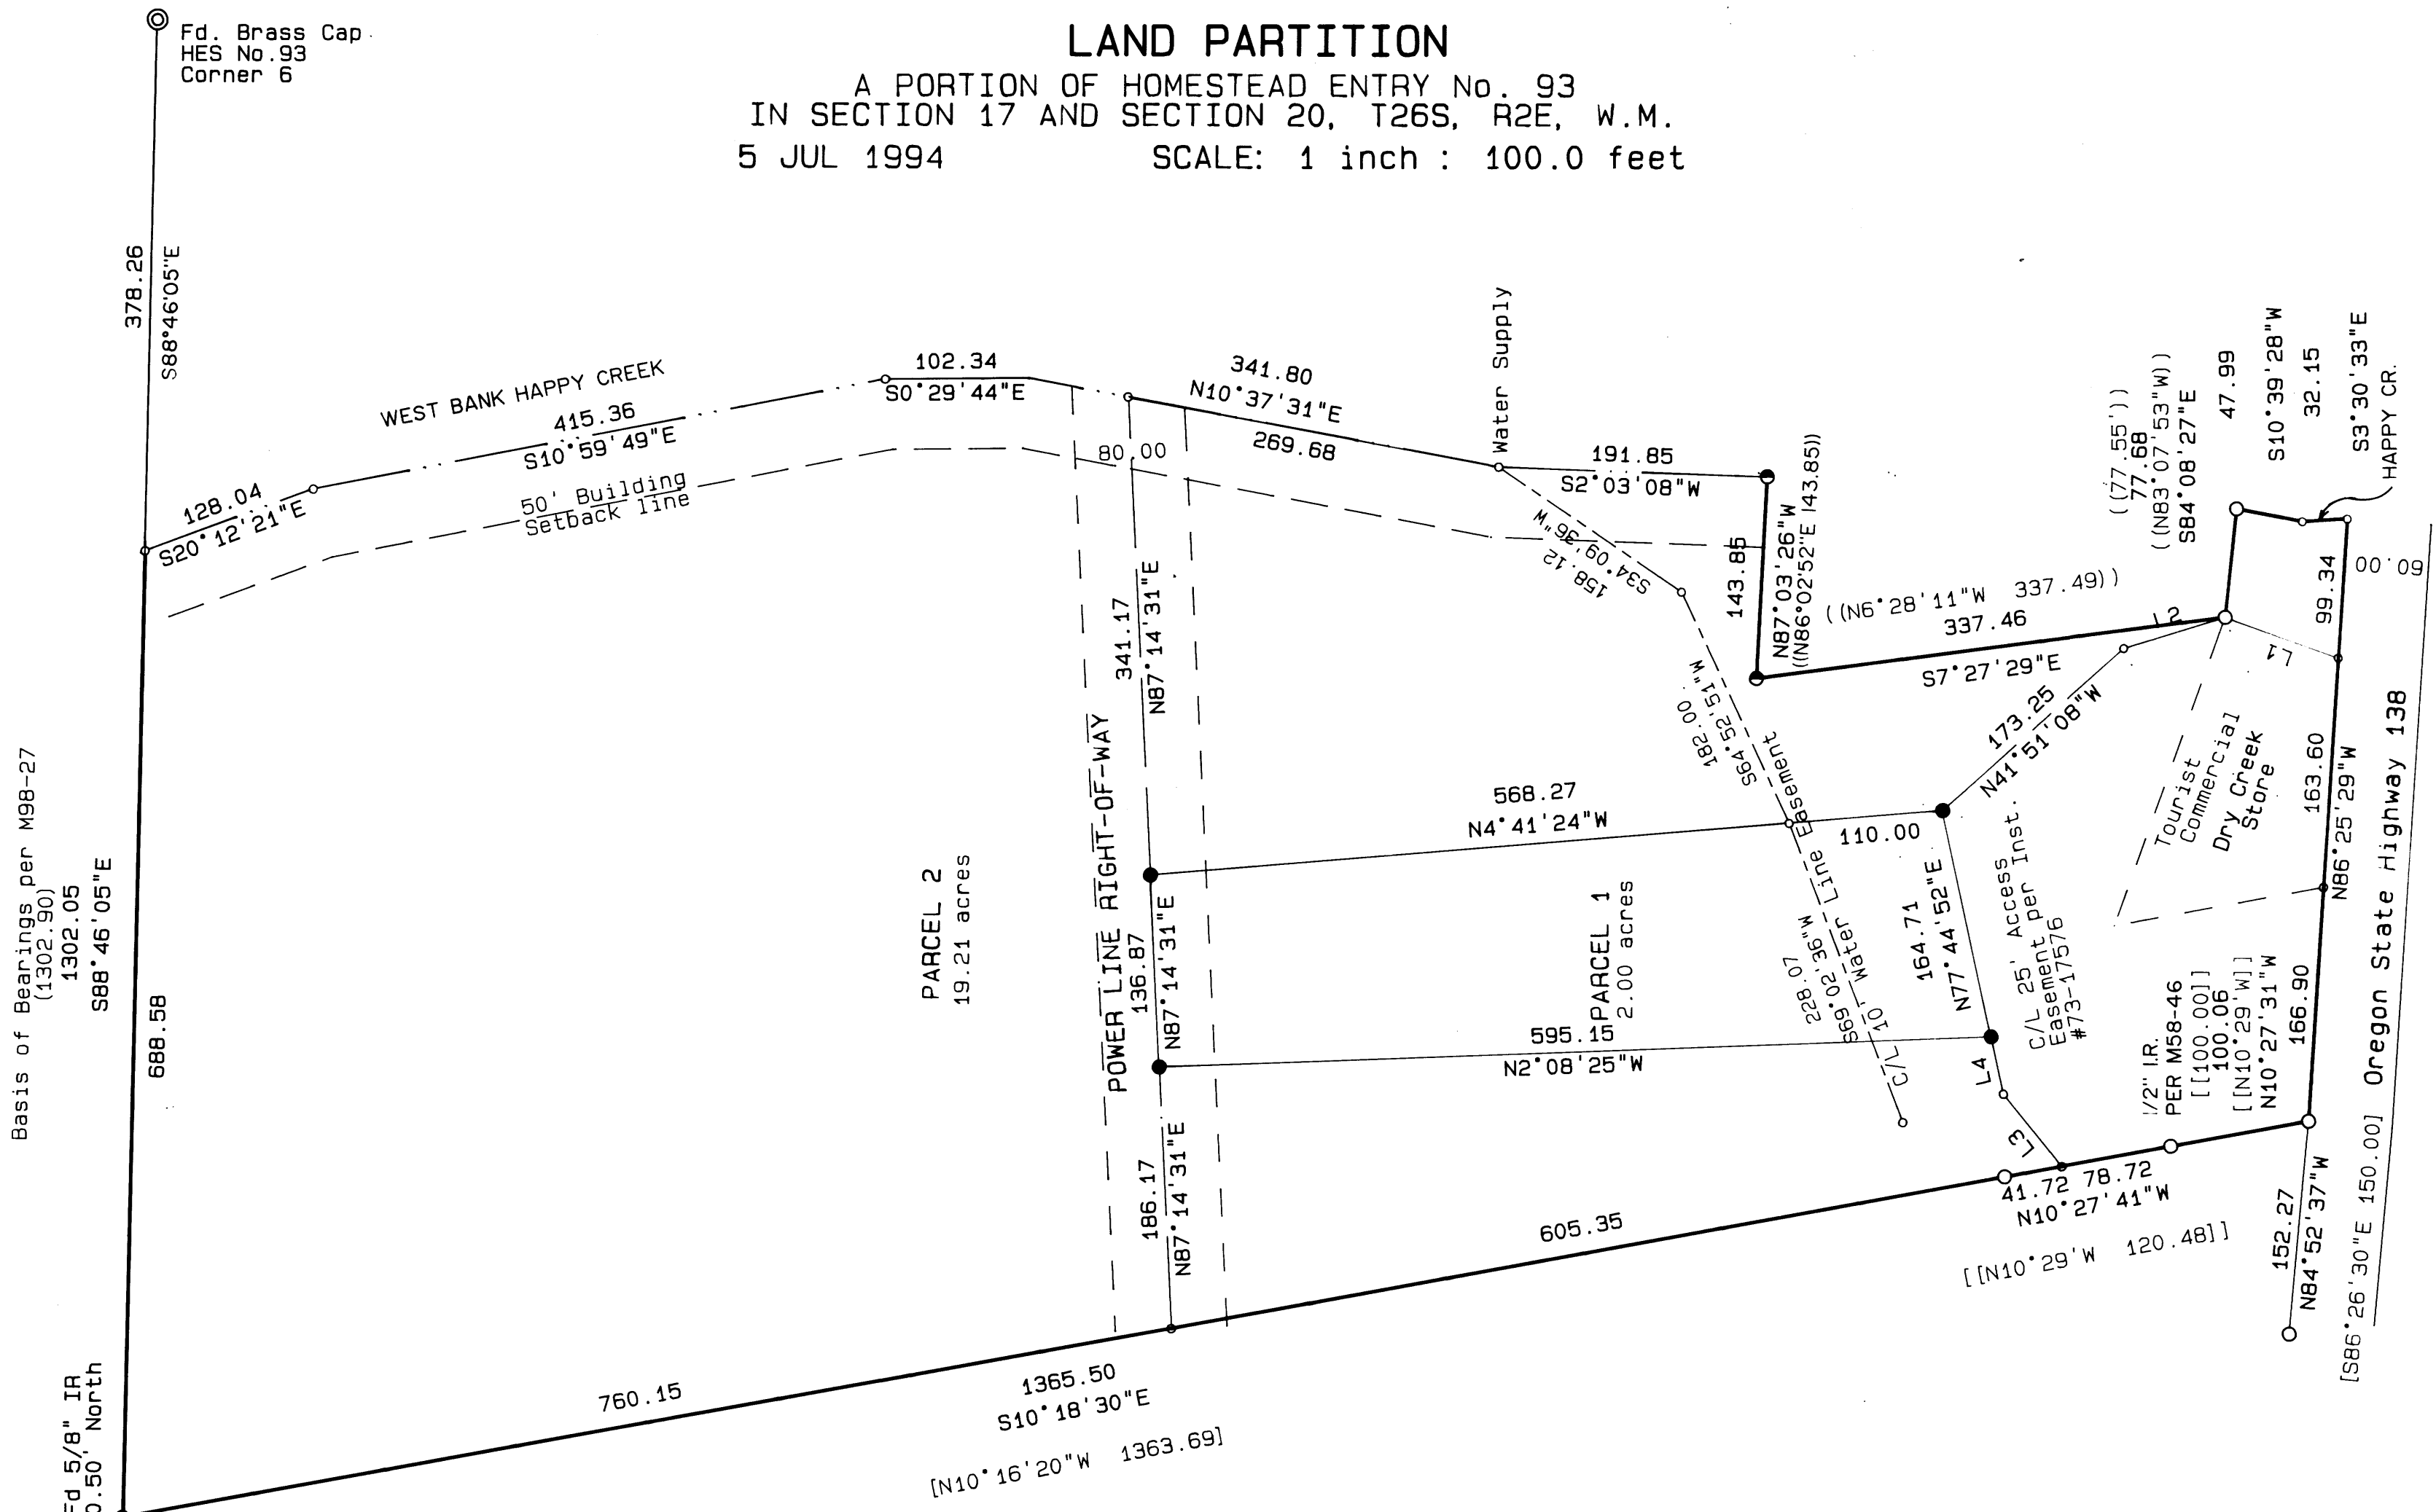 LAND PARTITION
A PORTION OF HOMESTEAD ENTRY No. 93
IN SECTION 17 AND SECTION 20, T26S, R2E, W.M.
5 JUL 1994 SCALE: 1 inch : 100.0 feet
Fd. Brass Cap
HES No.93
Corner 6
378.26
S88°46'05"E
WEST BANK HAPPY CREEK
128.04
S20°12'21"E
415.36
S10°59'49"E
50' Building
Setback line
102.34
S0°29'44"E
341.80
N10°37'31"E
269.68
80.00
Water Supply
191.85
S2°03'08"W
S34°09'36"W
158.12
143.85
N87°03'26"W
((N86°02'52"E 143.85))
((N6°28'11"W 337.49))
337.46
S7°27'29"E
L2
((77.55'))
77.68
((N83°07'53"W))
S84°08'27"E
47.99
S10°39'28"W
32.15
S3°30'33"E
HAPPY CR.
99.34
60.00
L1
341.17
N87°14'31"E
182.00
S64°52'51"W
173.25
N41°51'08"W
Tourist
Commercial
Dry Creek
Store
163.60
N86°25'29"W
Oregon State Highway 138
Basis of Bearings per M98-27
(1302.90)
1302.05
S88°46'05"E
688.58
PARCEL 2
19.21 acres
POWER LINE RIGHT-OF-WAY
136.87
N87°14'31"E
568.27
N4°41'24"W
110.00
PARCEL 1
2.00 acres
C/L 10' Water Line Easement
228.07
S69°02'36"W
164.71
N77°44'52"E
C/L 25' Access
Easement per Inst.
#73-17576
595.15
N2°08'25"W
L4
L3
1/2" I.R.
PER M58-46
[[100.00]]
100.06
[[N10°29'W]]
N10°27'31"W
166.90
186.17
N87°14'31"E
605.35
41.72 78.72
N10°27'41"W
[[N10°29'W 120.48]]
152.27
N84°52'37"W
[S86°26'30"E 150.00]
Fd 5/8" IR
0.50' North
760.15
1365.50
S10°18'30"E
[N10°16'20"W 1363.69]